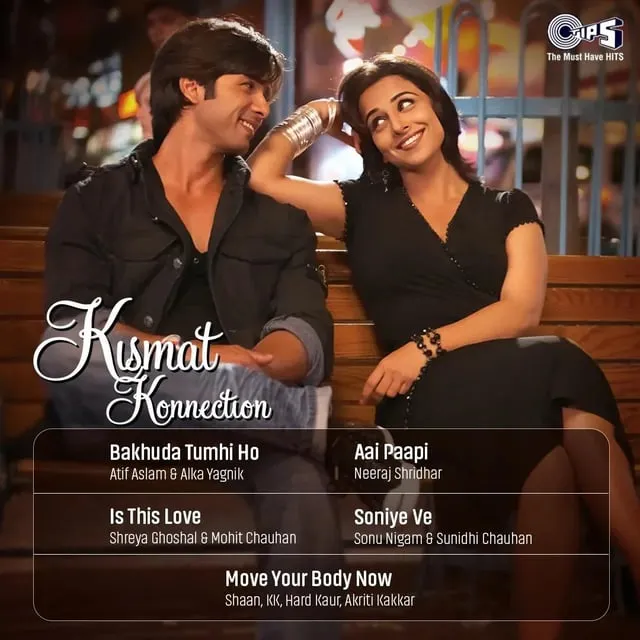 TIPS
The Must Have HITS
Kismat
Konnection
Bakhuda Tumhi Ho
Atif Aslam & Alka Yagnik
Aai Paapi
Neeraj Shridhar
Is This Love
Shreya Ghoshal & Mohit Chauhan
Soniye Ve
Sonu Nigam & Sunidhi Chauhan
Move Your Body Now
Shaan, KK, Hard Kaur, Akriti Kakkar